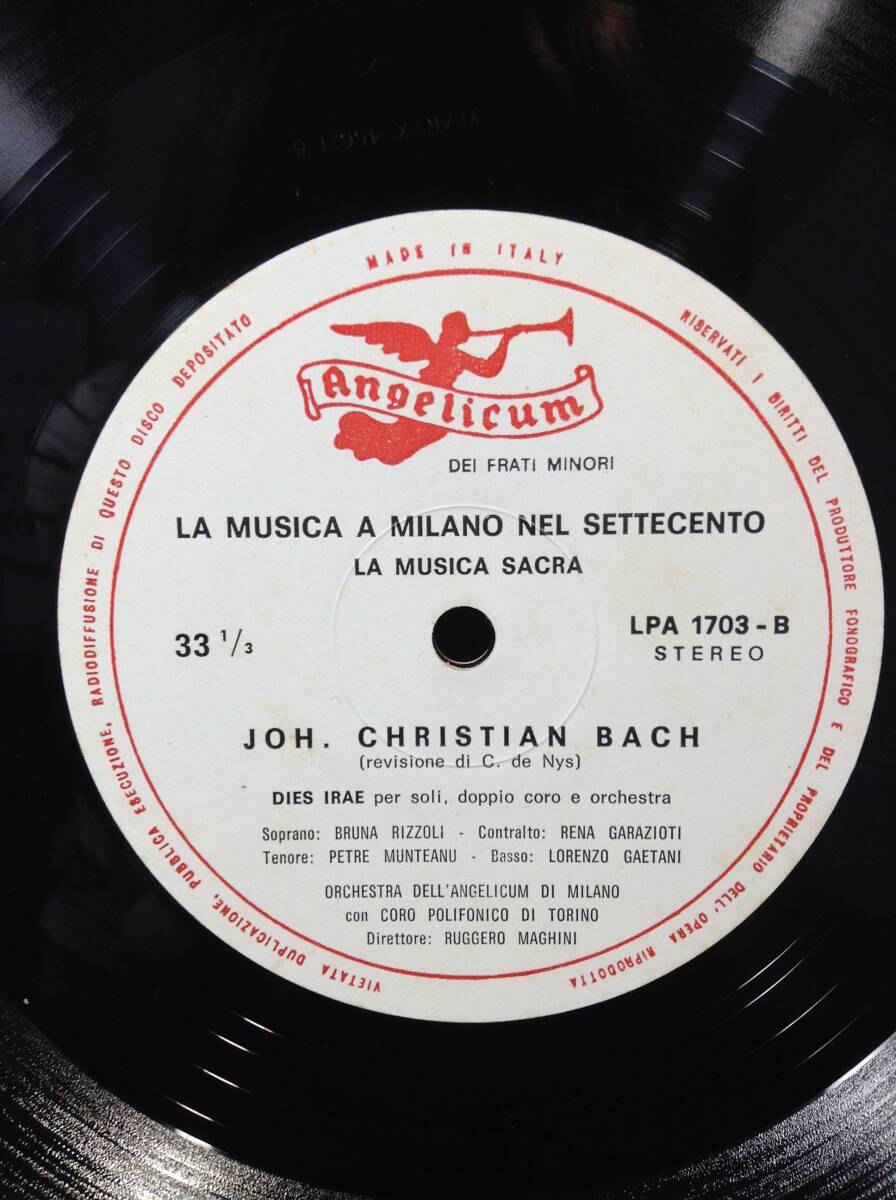 MADE IN ITALY
RISERVATI I DIRITTI DEL PRODUTTORE FONOGRAFICO E DEL PROPRIETARIO DELL'OPERA RIPRODOTTA
VIETATA DUPLICAZIONE, PUBBLICA ESECUZIONE, RADIODIFFUSIONE DI QUESTO DISCO DEPOSITATO
Angelicum
DEI FRATI MINORI
LA MUSICA A MILANO NEL SETTECENTO
LA MUSICA SACRA
33 1/3
LPA 1703 - B
STEREO
JOH. CHRISTIAN BACH
(revisione di C. de Nys)
DIES IRAE per soli, doppio coro e orchestra
Soprano: BRUNA RIZZOLI - Contralto: RENA GARAZIOTI
Tenore: PETRE MUNTEANU - Basso: LORENZO GAETANI
ORCHESTRA DELL'ANGELICUM DI MILANO
con CORO POLIFONICO DI TORINO
Direttore: RUGGERO MAGHINI